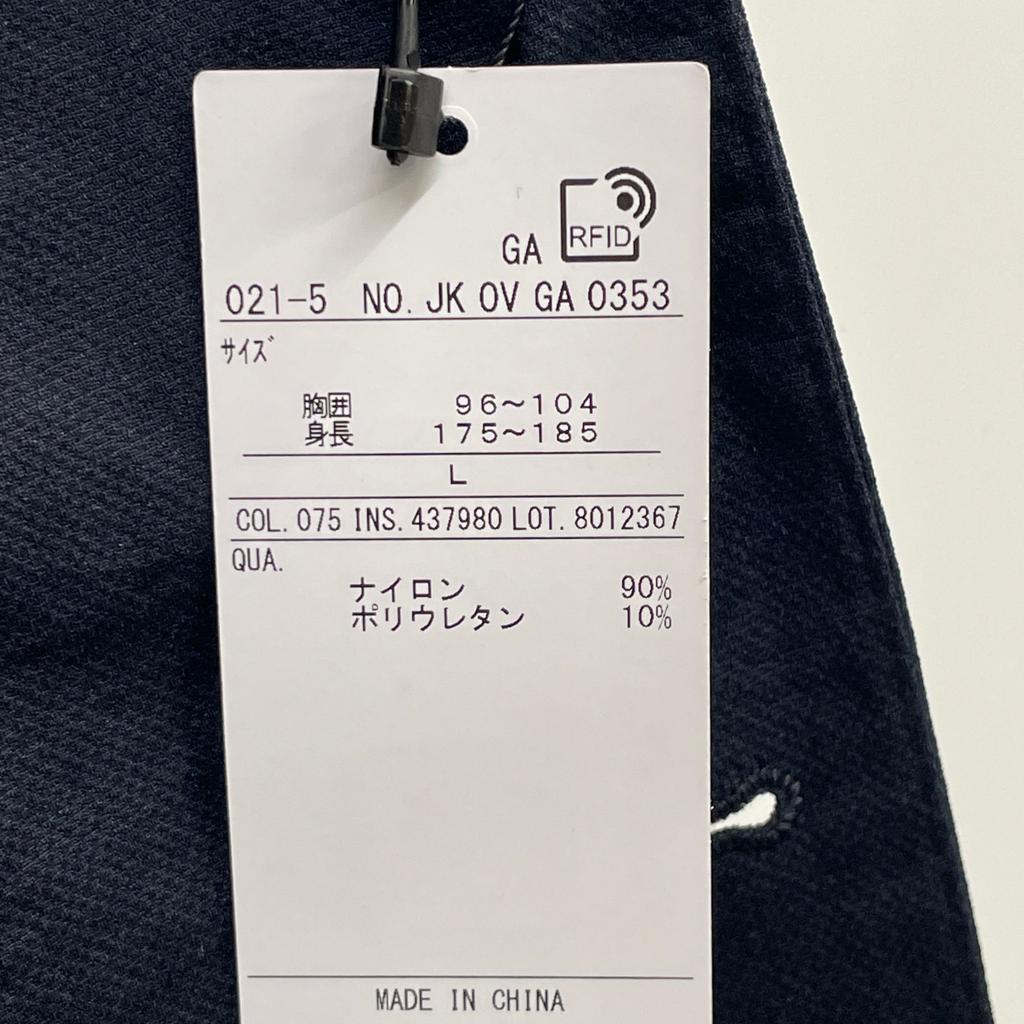 RFID
GA
021-5 NO. JK OV GA 0353
サイズ
胸囲 96～104
身長 175～185
L
COL. 075 INS. 437980 LOT. 8012367
QUA.
ナイロン 90%
ポリウレタン 10%
MADE IN CHINA